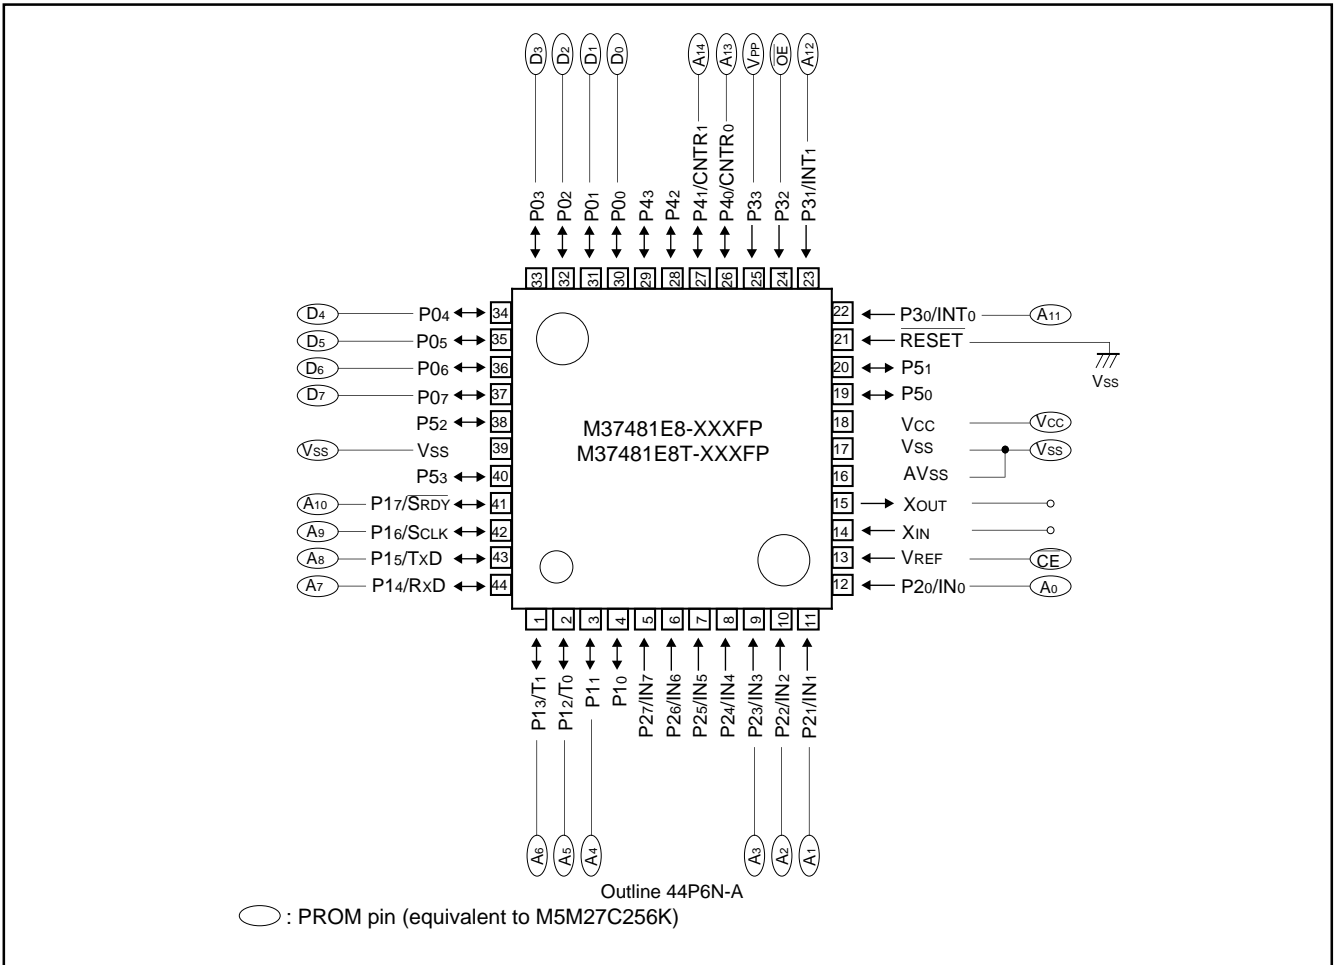 D3 D2 D1 D0 A14 A13 VPP OE A12
P03 P02 P01 P00 P43 P42 P41/CNTR1 P40/CNTR0 P33 P32 P31/INT1
33 32 31 30 29 28 27 26 25 24 23
D4 P04 34
D5 P05 35
D6 P06 36
D7 P07 37
P52 38
VSS VSS 39
P53 40
A10 P17/SRDY 41
A9 P16/SCLK 42
A8 P15/TXD 43
A7 P14/RXD 44
M37481E8-XXXFP
M37481E8T-XXXFP
22 P30/INT0 A11
21 RESET
VSS
20 P51
19 P50
18 VCC VCC
17 VSS VSS
16 AVSS
15 XOUT
14 XIN
13 VREF CE
12 P20/IN0 A0
1 2 3 4 5 6 7 8 9 10 11
P13/T1 P12/T0 P11 P10 P27/IN7 P26/IN6 P25/IN5 P24/IN4 P23/IN3 P22/IN2 P21/IN1
A6 A5 A4 A3 A2 A1
Outline 44P6N-A
: PROM pin (equivalent to M5M27C256K)